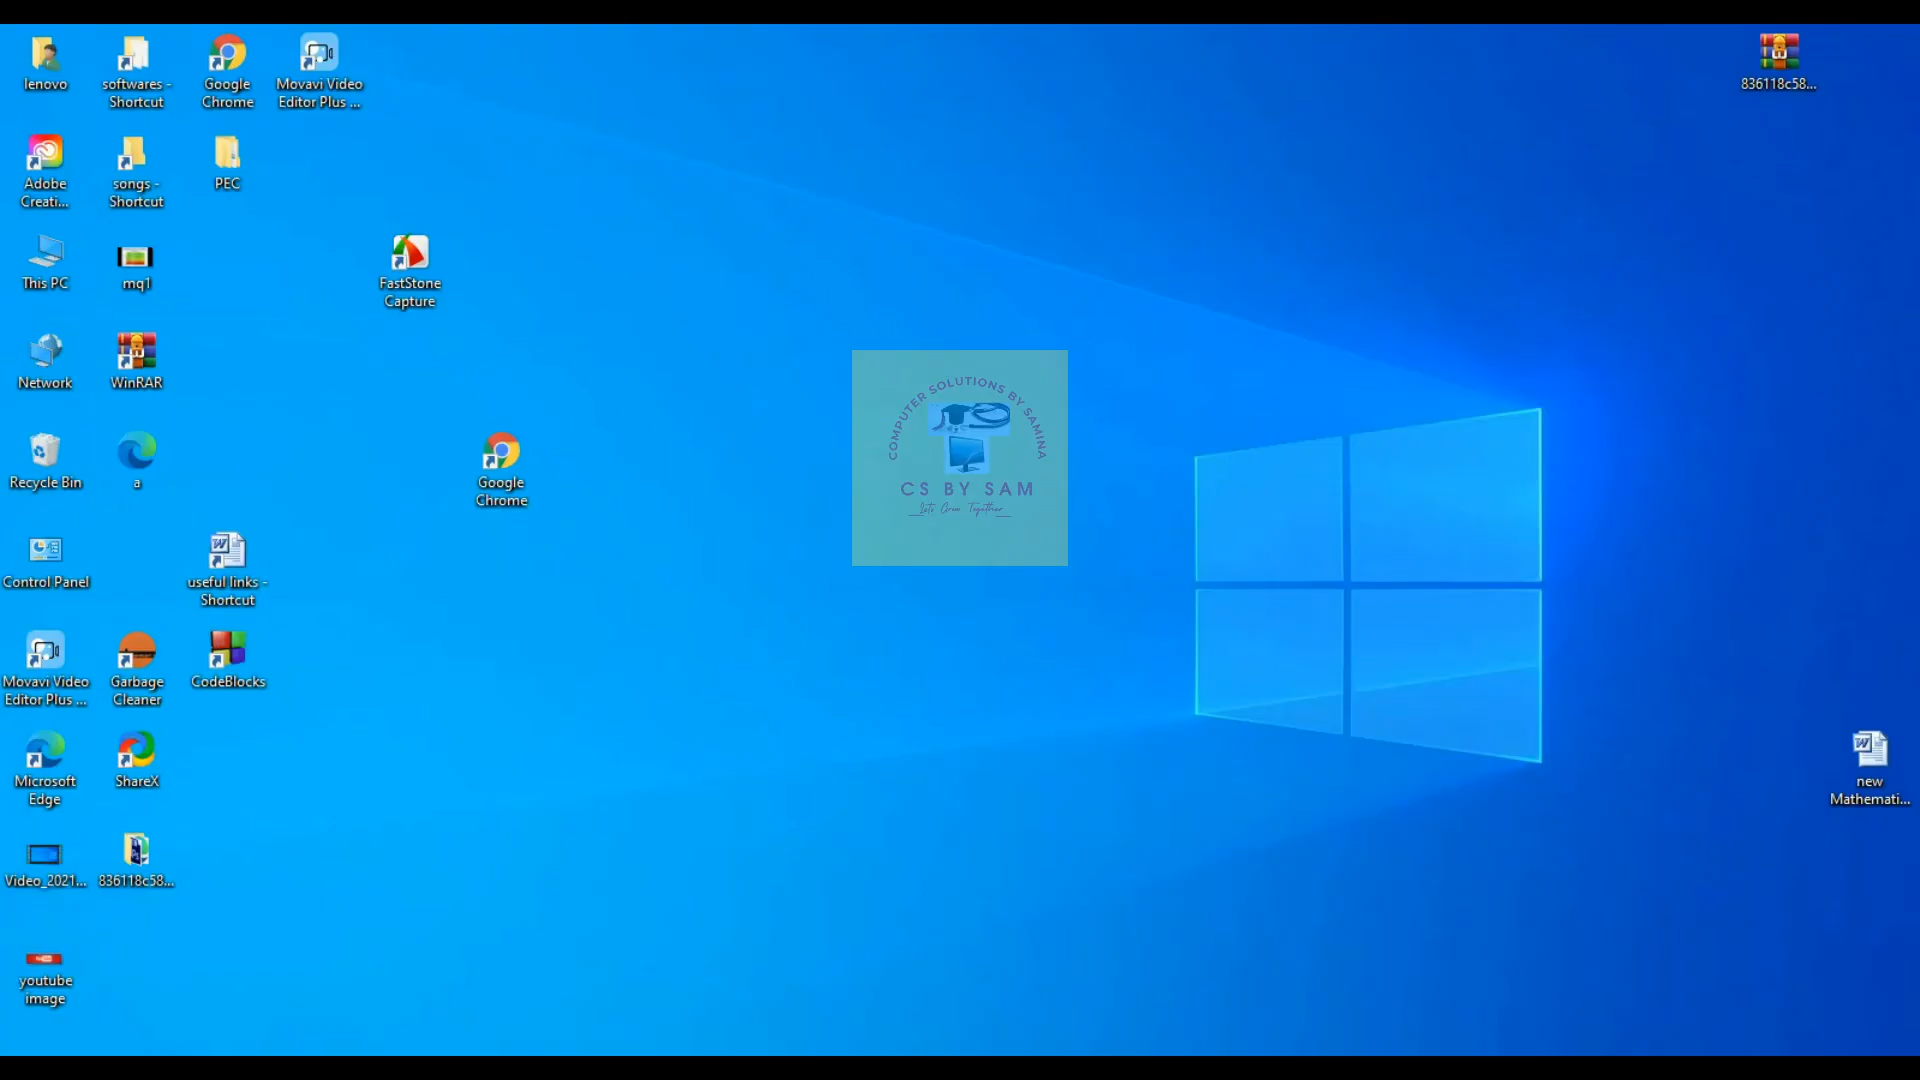 lenovo
softwares -
Shortcut
Google
Chrome
Movavi Video
Editor Plus ...
836118c58...
Adobe
Creati...
songs -
Shortcut
PEC
This PC
mq1
FastStone
Capture
Network
WinRAR
COMPUTER SOLUTIONS BY SAMINA
CS BY SAM
Lets Grow Together
Recycle Bin
a
Google
Chrome
Control Panel
useful links -
Shortcut
Movavi Video
Editor Plus ...
Garbage
Cleaner
CodeBlocks
Microsoft
Edge
ShareX
new
Mathemati...
Video_2021...
836118c58...
youtube
image